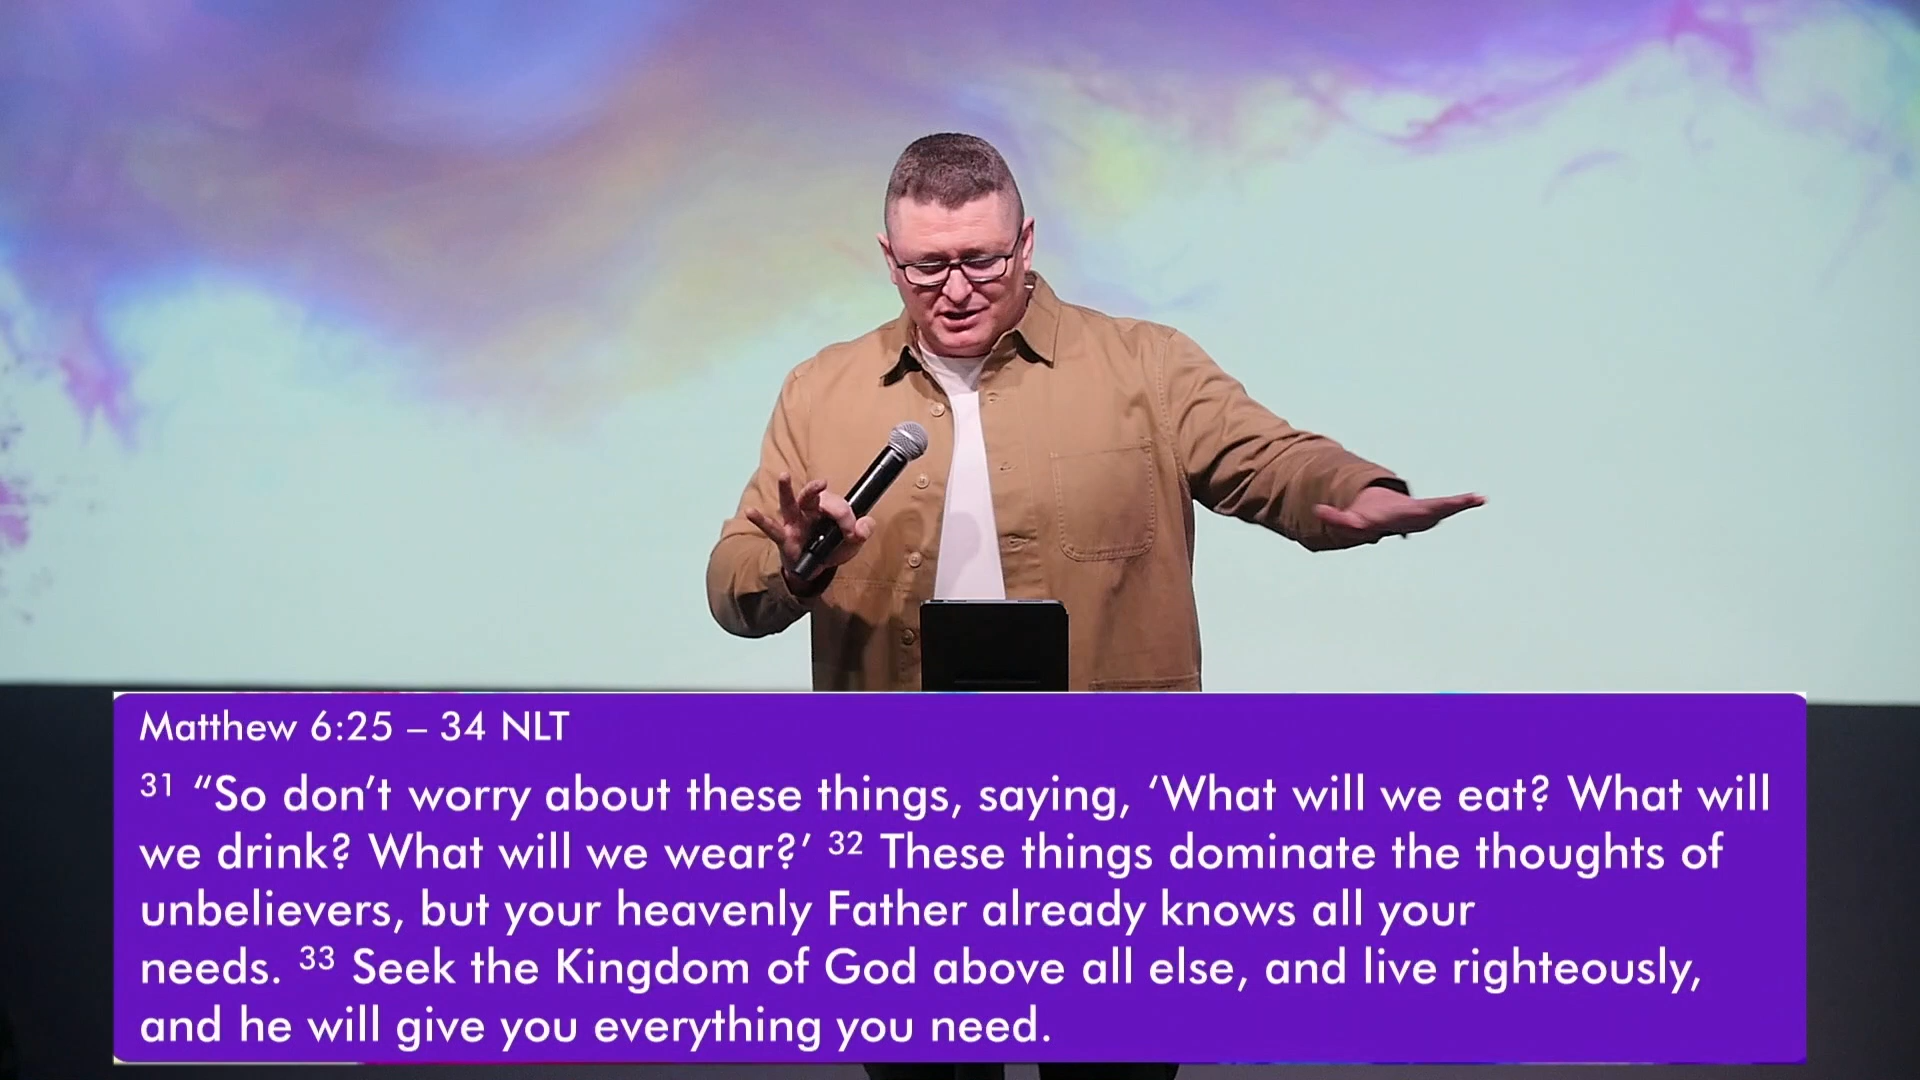 Matthew 6:25 – 34 NLT
31 “So don’t worry about these things, saying, ‘What will we eat? What will
we drink? What will we wear?’ 32 These things dominate the thoughts of
unbelievers, but your heavenly Father already knows all your
needs. 33 Seek the Kingdom of God above all else, and live righteously,
and he will give you everything you need.